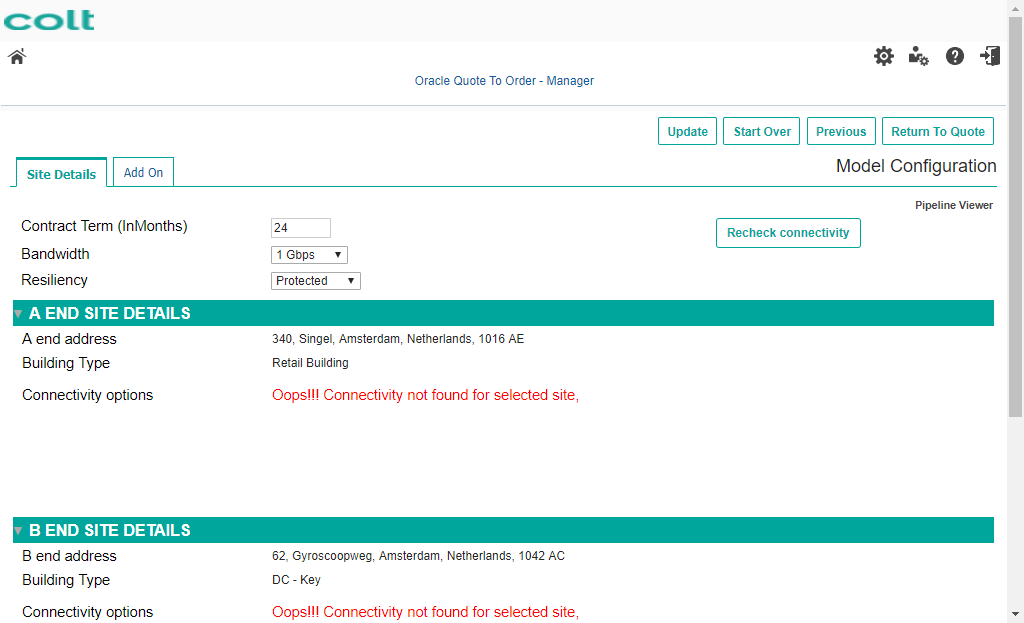 colt
Oracle Quote To Order - Manager
Update
Start Over
Previous
Return To Quote
Site Details
Add On
Model Configuration
Pipeline Viewer
Contract Term (InMonths)
24
Recheck connectivity
Bandwidth
1 Gbps
Resiliency
Protected
A END SITE DETAILS
A end address
340, Singel, Amsterdam, Netherlands, 1016 AE
Building Type
Retail Building
Connectivity options
Oops!!! Connectivity not found for selected site,
B END SITE DETAILS
B end address
62, Gyroscoopweg, Amsterdam, Netherlands, 1042 AC
Building Type
DC - Key
Connectivity options
Oops!!! Connectivity not found for selected site,